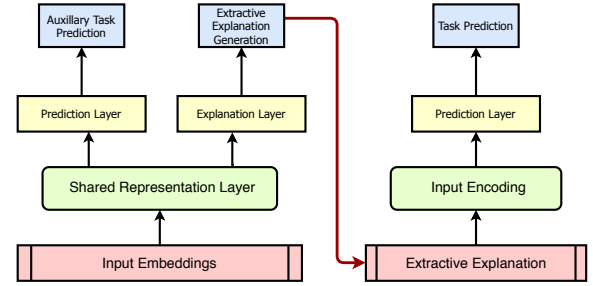 Auxillary Task
Prediction
Extractive
Explanation
Generation
Task Prediction
Prediction Layer
Explanation Layer
Prediction Layer
Shared Representation Layer
Input Encoding
Input Embeddings
Extractive Explanation